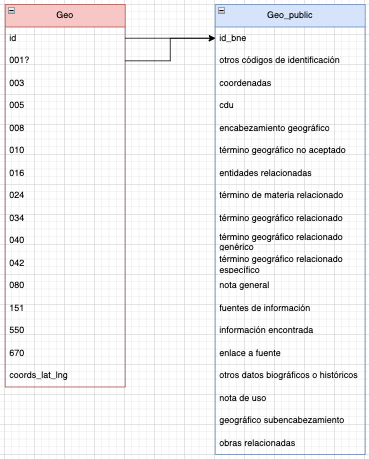 Geo
id
001?
003
005
008
010
016
024
034
040
042
080
151
550
670
coords_lat_lng
Geo_public
id_bne
otros códigos de identificación
coordenadas
cdu
encabezamiento geográfico
término geográfico no aceptado
entidades relacionadas
término de materia relacionado
término geográfico relacionado
término geográfico relacionado
genérico
término geográfico relacionado
específico
nota general
fuentes de información
información encontrada
enlace a fuente
otros datos biográficos o históricos
nota de uso
geográfico subencabezamiento
obras relacionadas